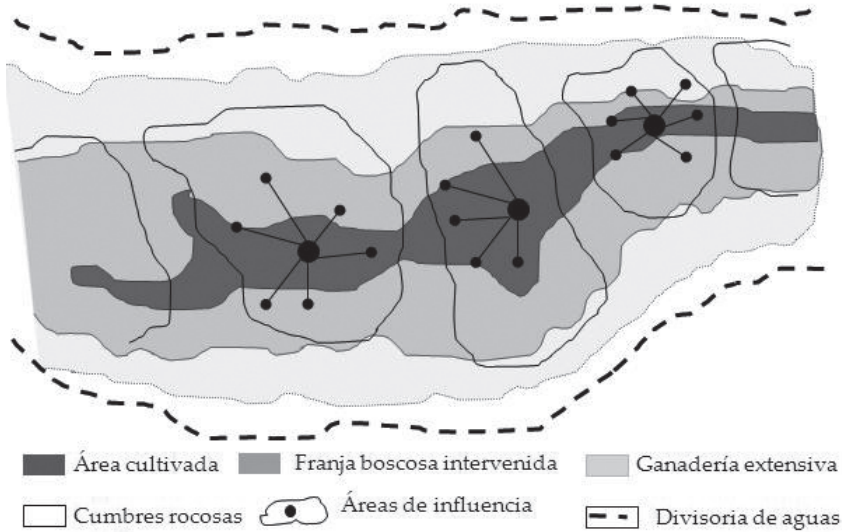 Área cultivada Franja boscosa intervenida Ganadería extensiva
Cumbres rocosas Áreas de influencia Divisoria de aguas